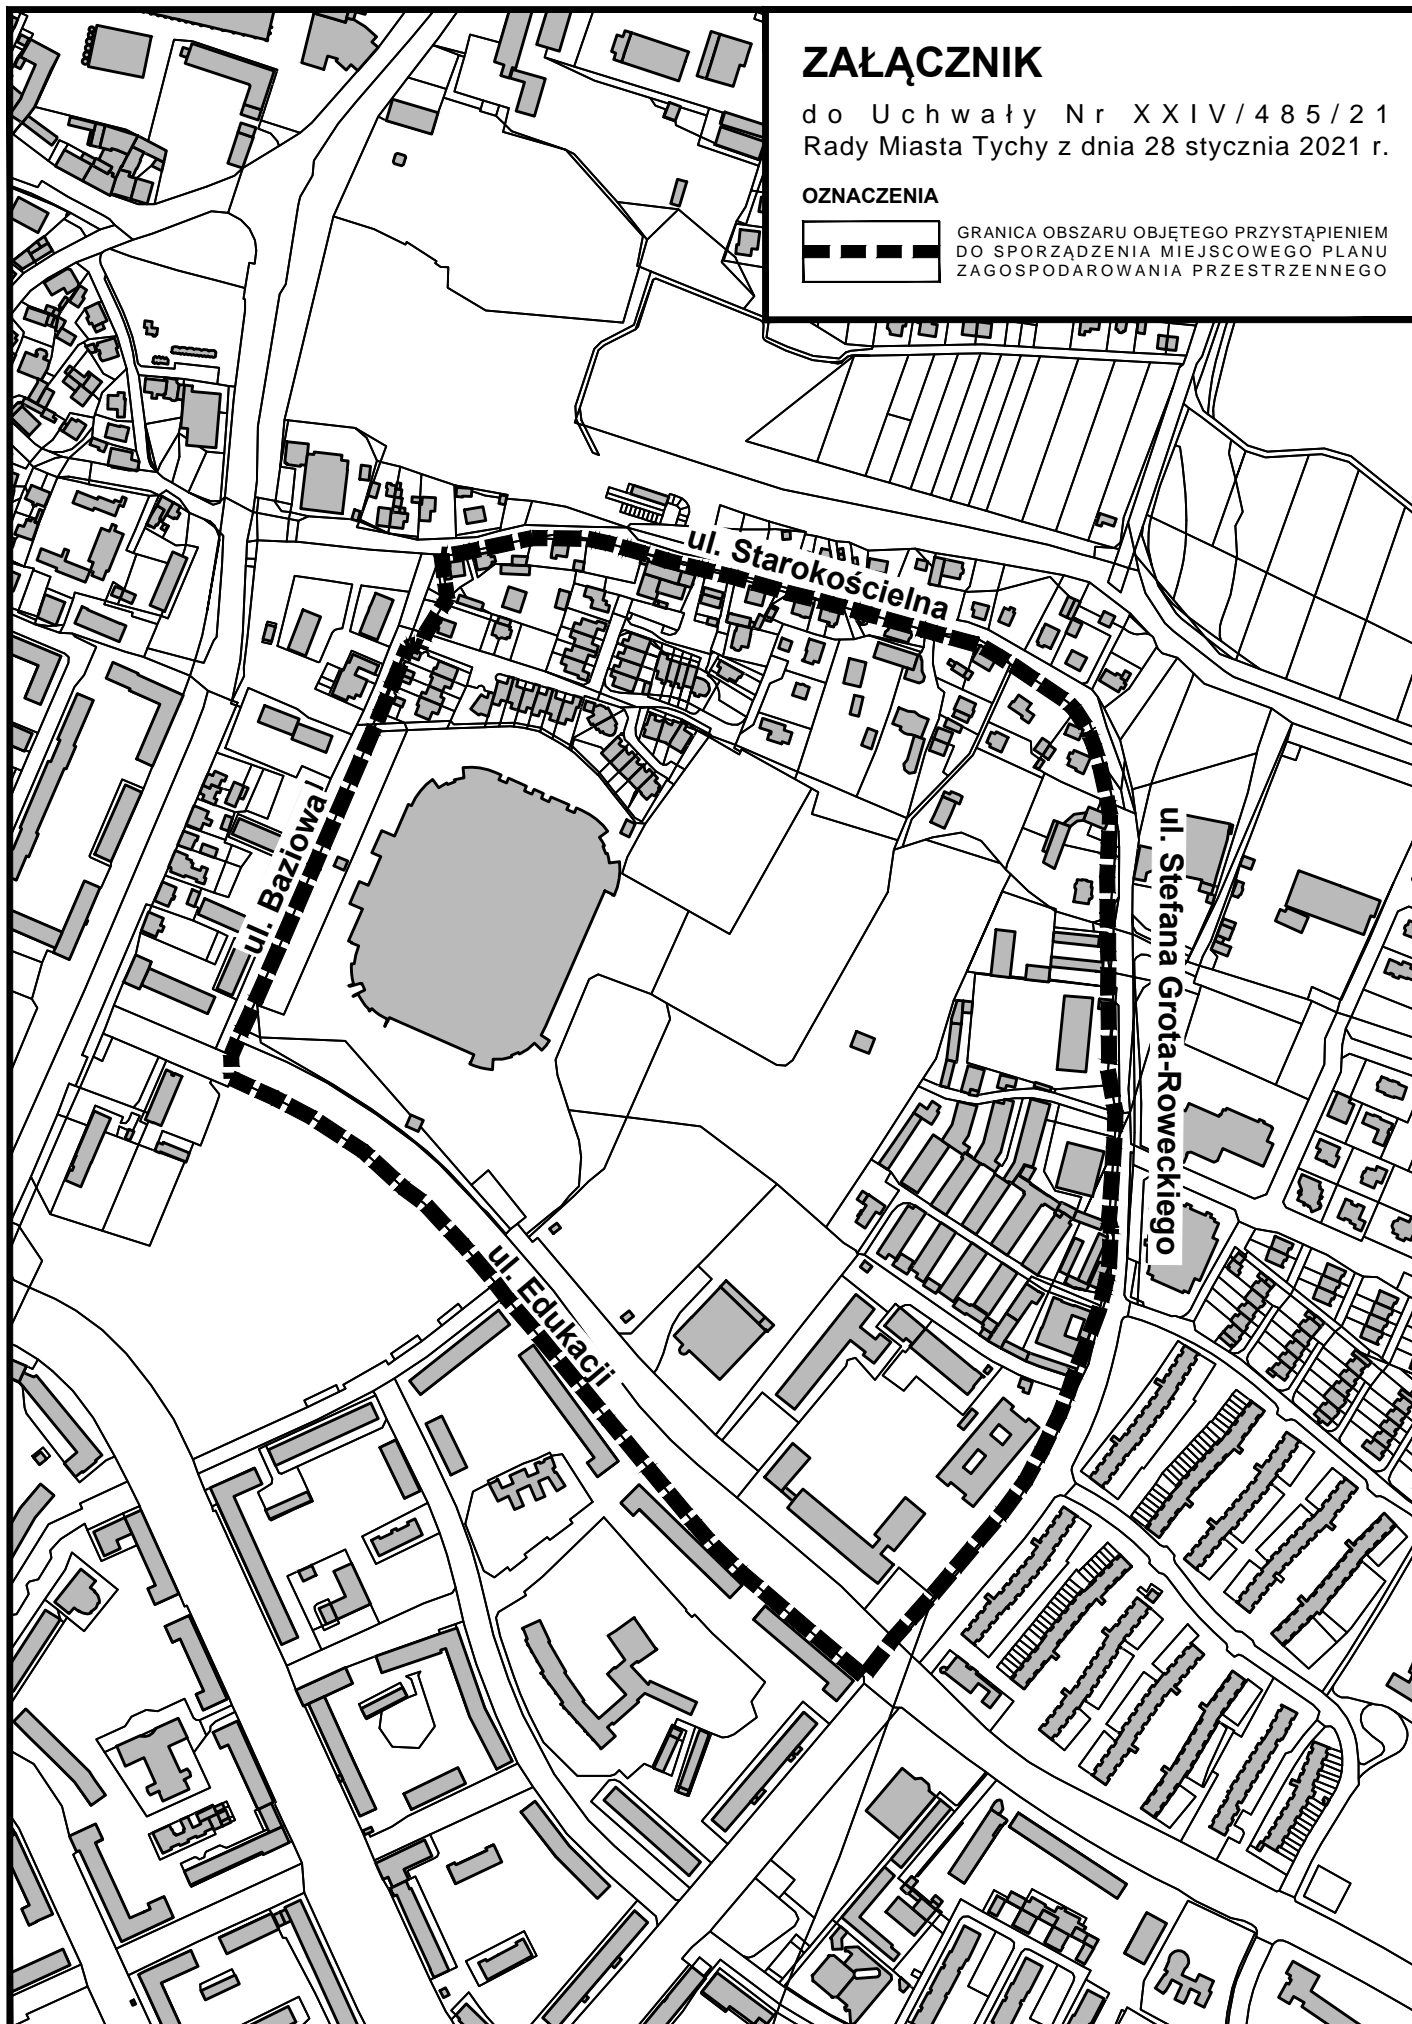 ZAŁĄCZNIK
do Uchwały Nr XXIV/485/21
Rady Miasta Tychy z dnia 28 stycznia 2021 r.
OZNACZENIA
GRANICA OBSZARU OBJĘTEGO PRZYSTĄPIENIEM
DO SPORZĄDZENIA MIEJSCOWEGO PLANU
ZAGOSPODAROWANIA PRZESTRZENNEGO
ul. Starokościelna
ul. Baziowa
ul. Stefana Grota-Roweckiego
ul. Edukacji